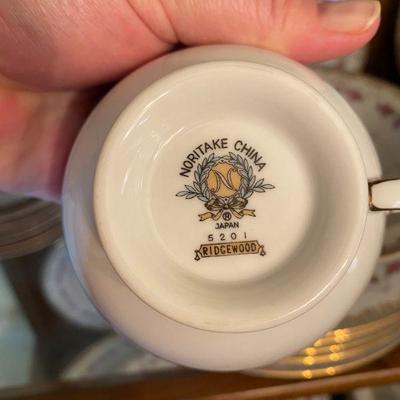 NORITAKE CHINA
N
®
JAPAN
5201
RIDGEWOOD